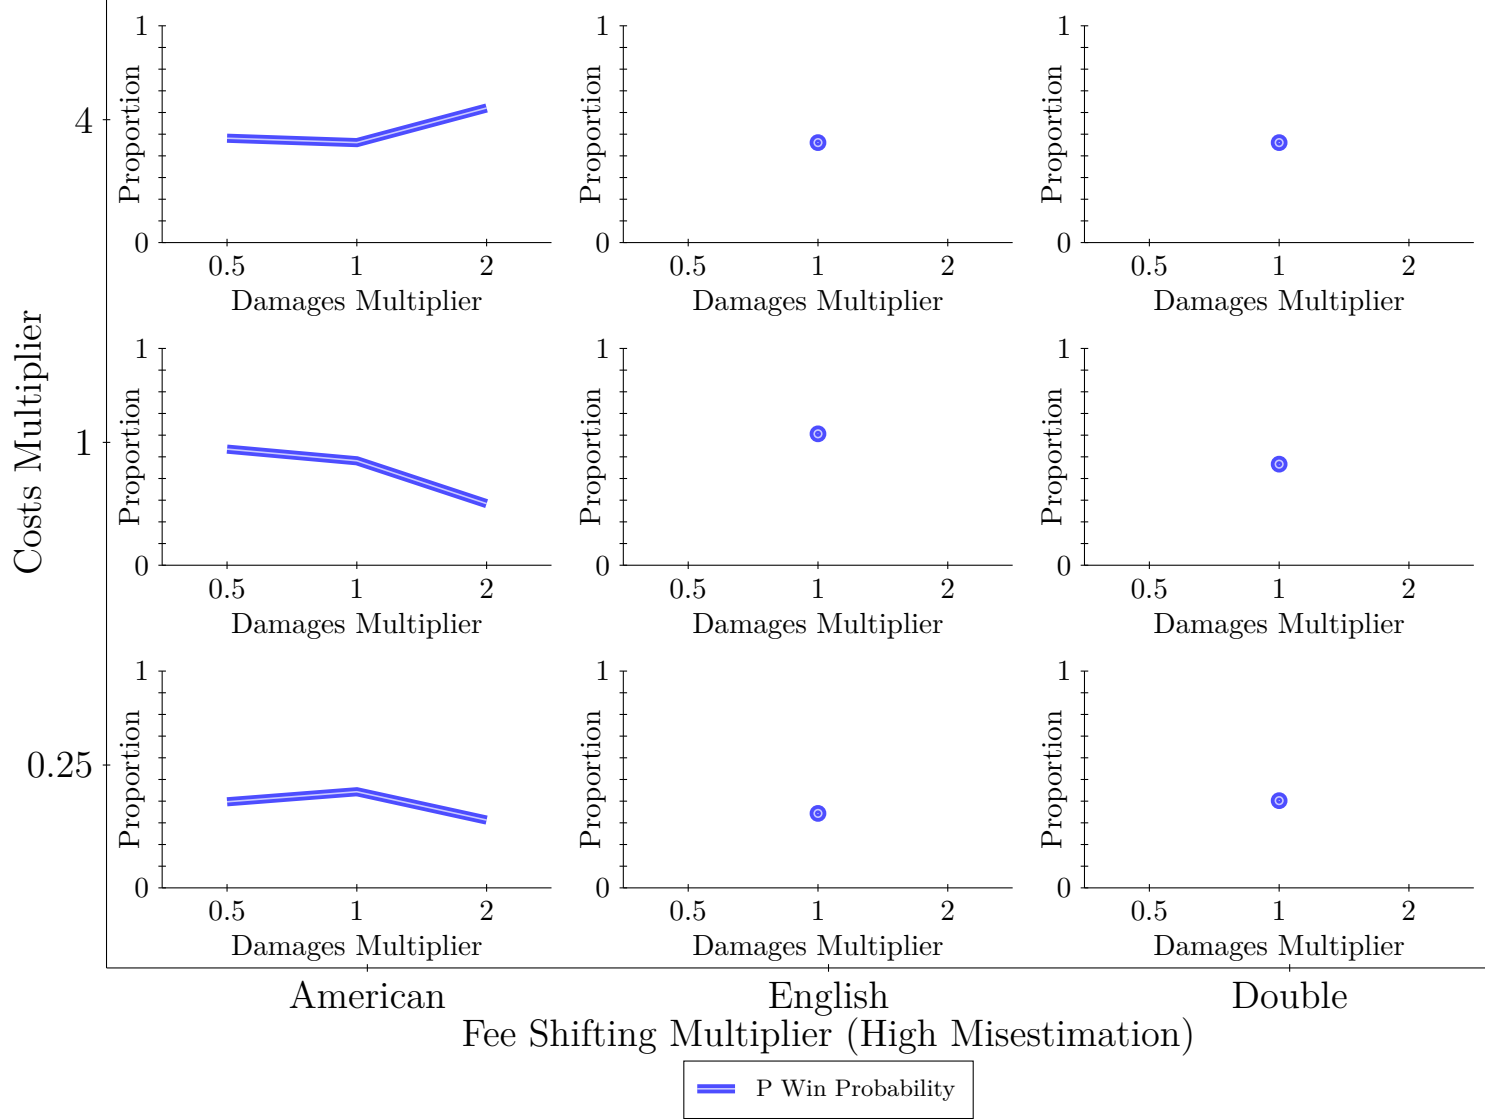 Costs Multiplier
4
1
0.25
1
Proportion
0
0.5 1 2
Damages Multiplier
1
Proportion
0
0.5 1 2
Damages Multiplier
1
Proportion
0
0.5 1 2
Damages Multiplier
1
Proportion
0
0.5 1 2
Damages Multiplier
1
Proportion
0
0.5 1 2
Damages Multiplier
1
Proportion
0
0.5 1 2
Damages Multiplier
1
Proportion
0
0.5 1 2
Damages Multiplier
1
Proportion
0
0.5 1 2
Damages Multiplier
1
Proportion
0
0.5 1 2
Damages Multiplier
American English Double
Fee Shifting Multiplier (High Misestimation)
P Win Probability